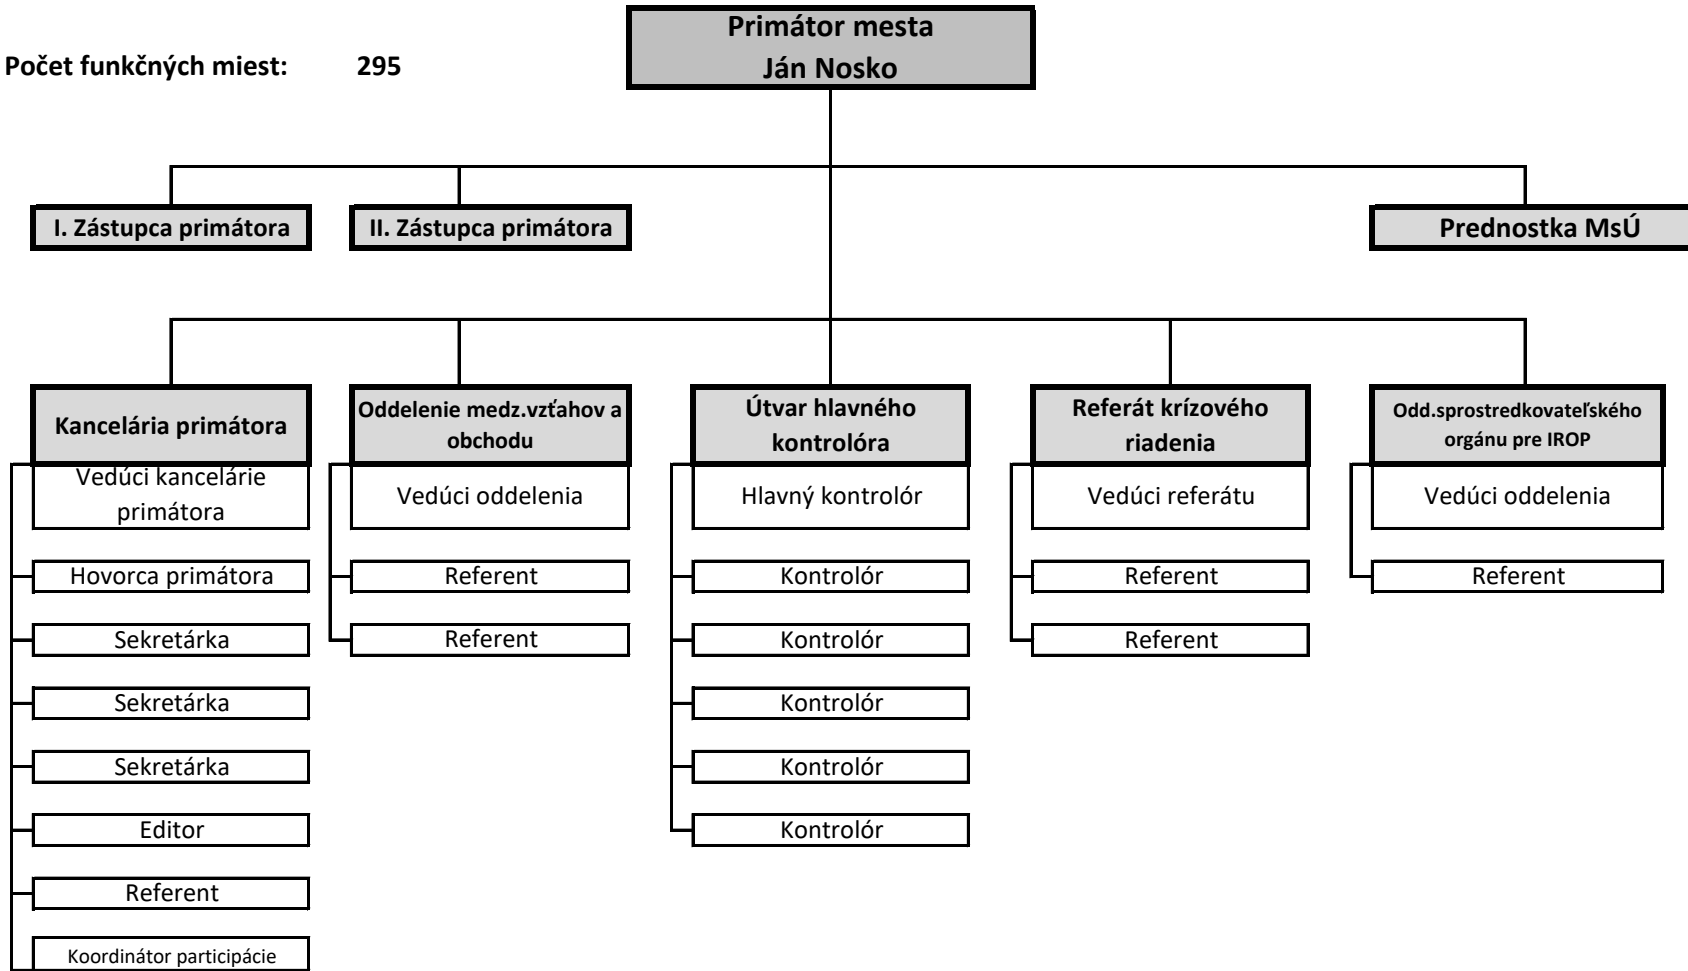 Primátor mesta
Ján Nosko
Počet funkčných miest: 295
I. Zástupca primátora
II. Zástupca primátora
Prednostka MsÚ
Kancelária primátora
Vedúci kancelárie
primátora
Hovorca primátora
Sekretárka
Sekretárka
Sekretárka
Editor
Referent
Koordinátor participácie
Oddelenie medz.vzťahov a
obchodu
Vedúci oddelenia
Referent
Referent
Útvar hlavného
kontrolóra
Hlavný kontrolór
Kontrolór
Kontrolór
Kontrolór
Kontrolór
Kontrolór
Referát krízového
riadenia
Vedúci referátu
Referent
Referent
Odd.sprostredkovateľského
orgánu pre IROP
Vedúci oddelenia
Referent